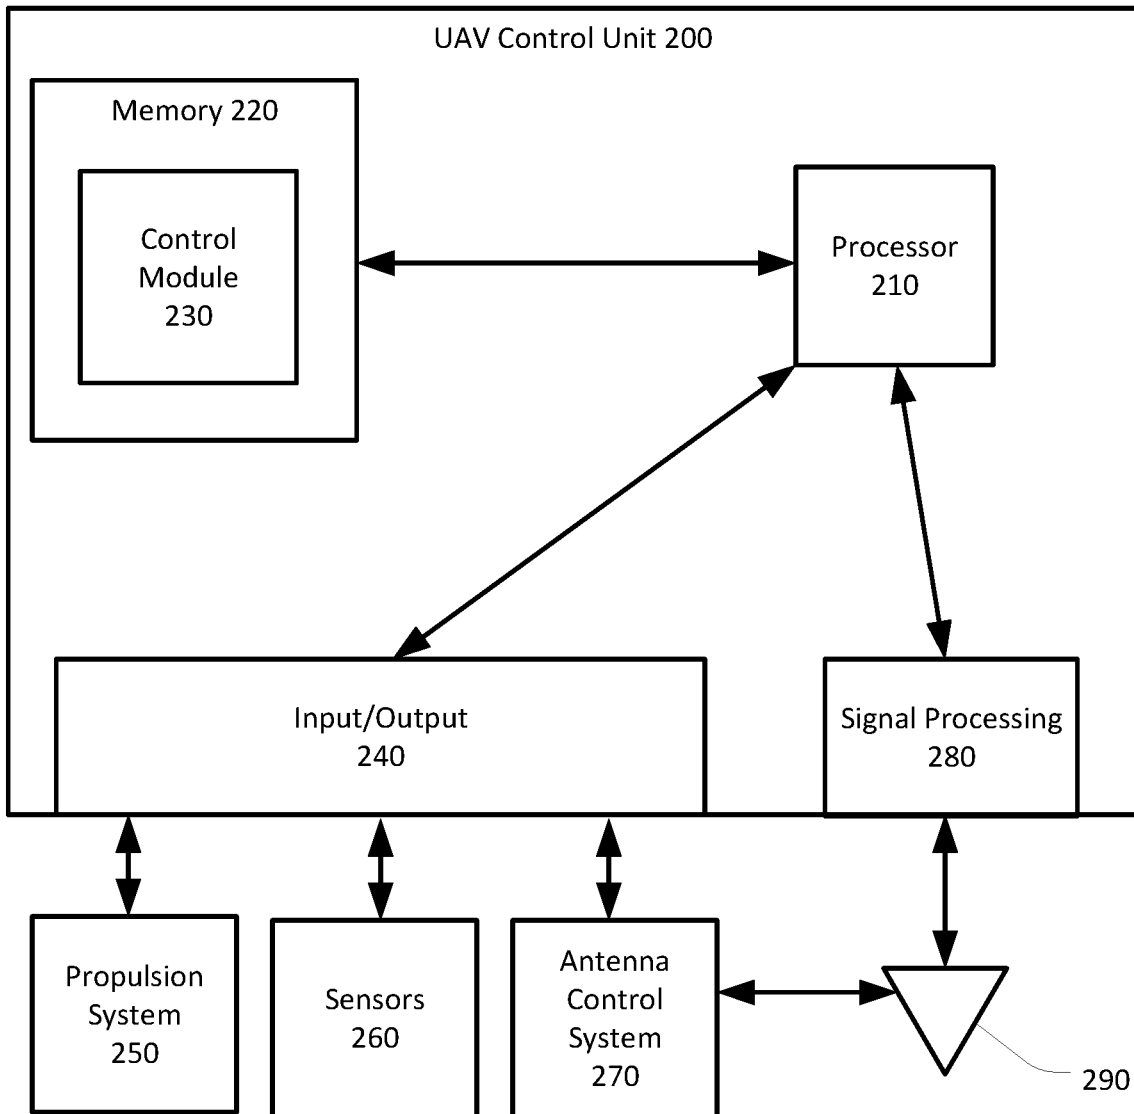 UAV Control Unit 200
Memory 220
Control
Module
230
Processor
210
Input/Output
240
Signal Processing
280
Propulsion
System
250
Sensors
260
Antenna
Control
System
270
290